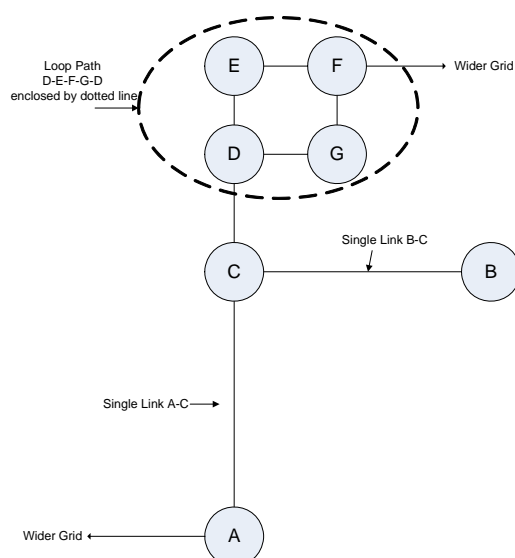 Loop Path
D-E-F-G-D
enclosed by dotted line
E
F
Wider Grid
D
G
Single Link B-C
C
B
Single Link A-C
Wider Grid
A